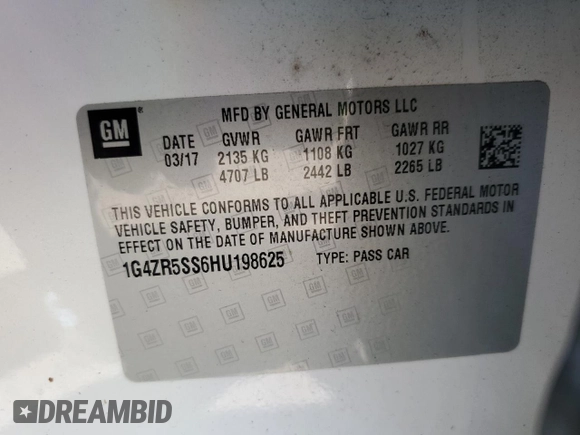 GM
MFD BY GENERAL MOTORS LLC
DATE GVWR GAWR FRT GAWR RR
03/17 2135 KG 1108 KG 1027 KG
4707 LB 2442 LB 2265 LB
THIS VEHICLE CONFORMS TO ALL APPLICABLE U.S. FEDERAL MOTOR
VEHICLE SAFETY, BUMPER, AND THEFT PREVENTION STANDARDS IN
EFFECT ON THE DATE OF MANUFACTURE SHOWN ABOVE.
1G4ZR5SS6HU198625 TYPE: PASS CAR
DREAMBID